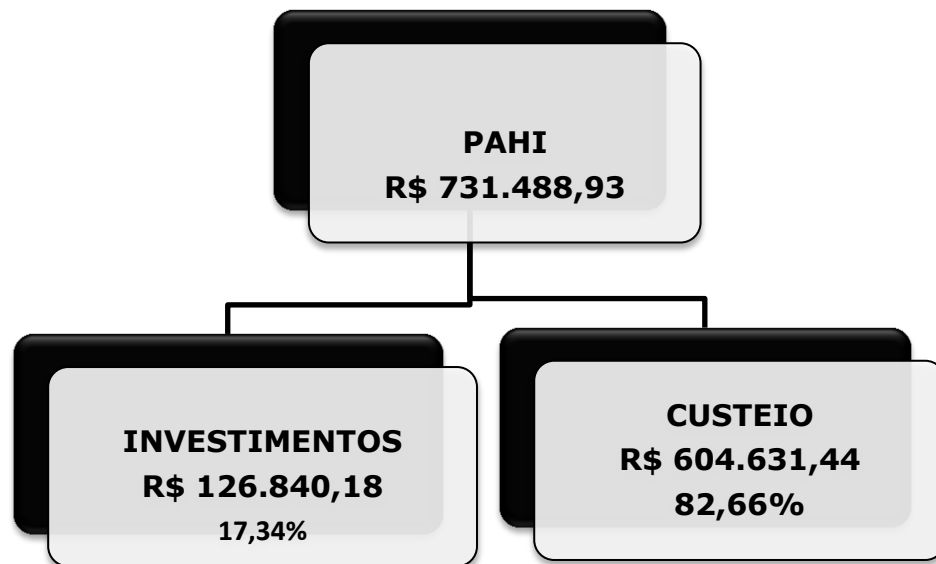 PAHI
R$ 731.488,93
INVESTIMENTOS
R$ 126.840,18
17,34%
CUSTEIO
R$ 604.631,44
82,66%